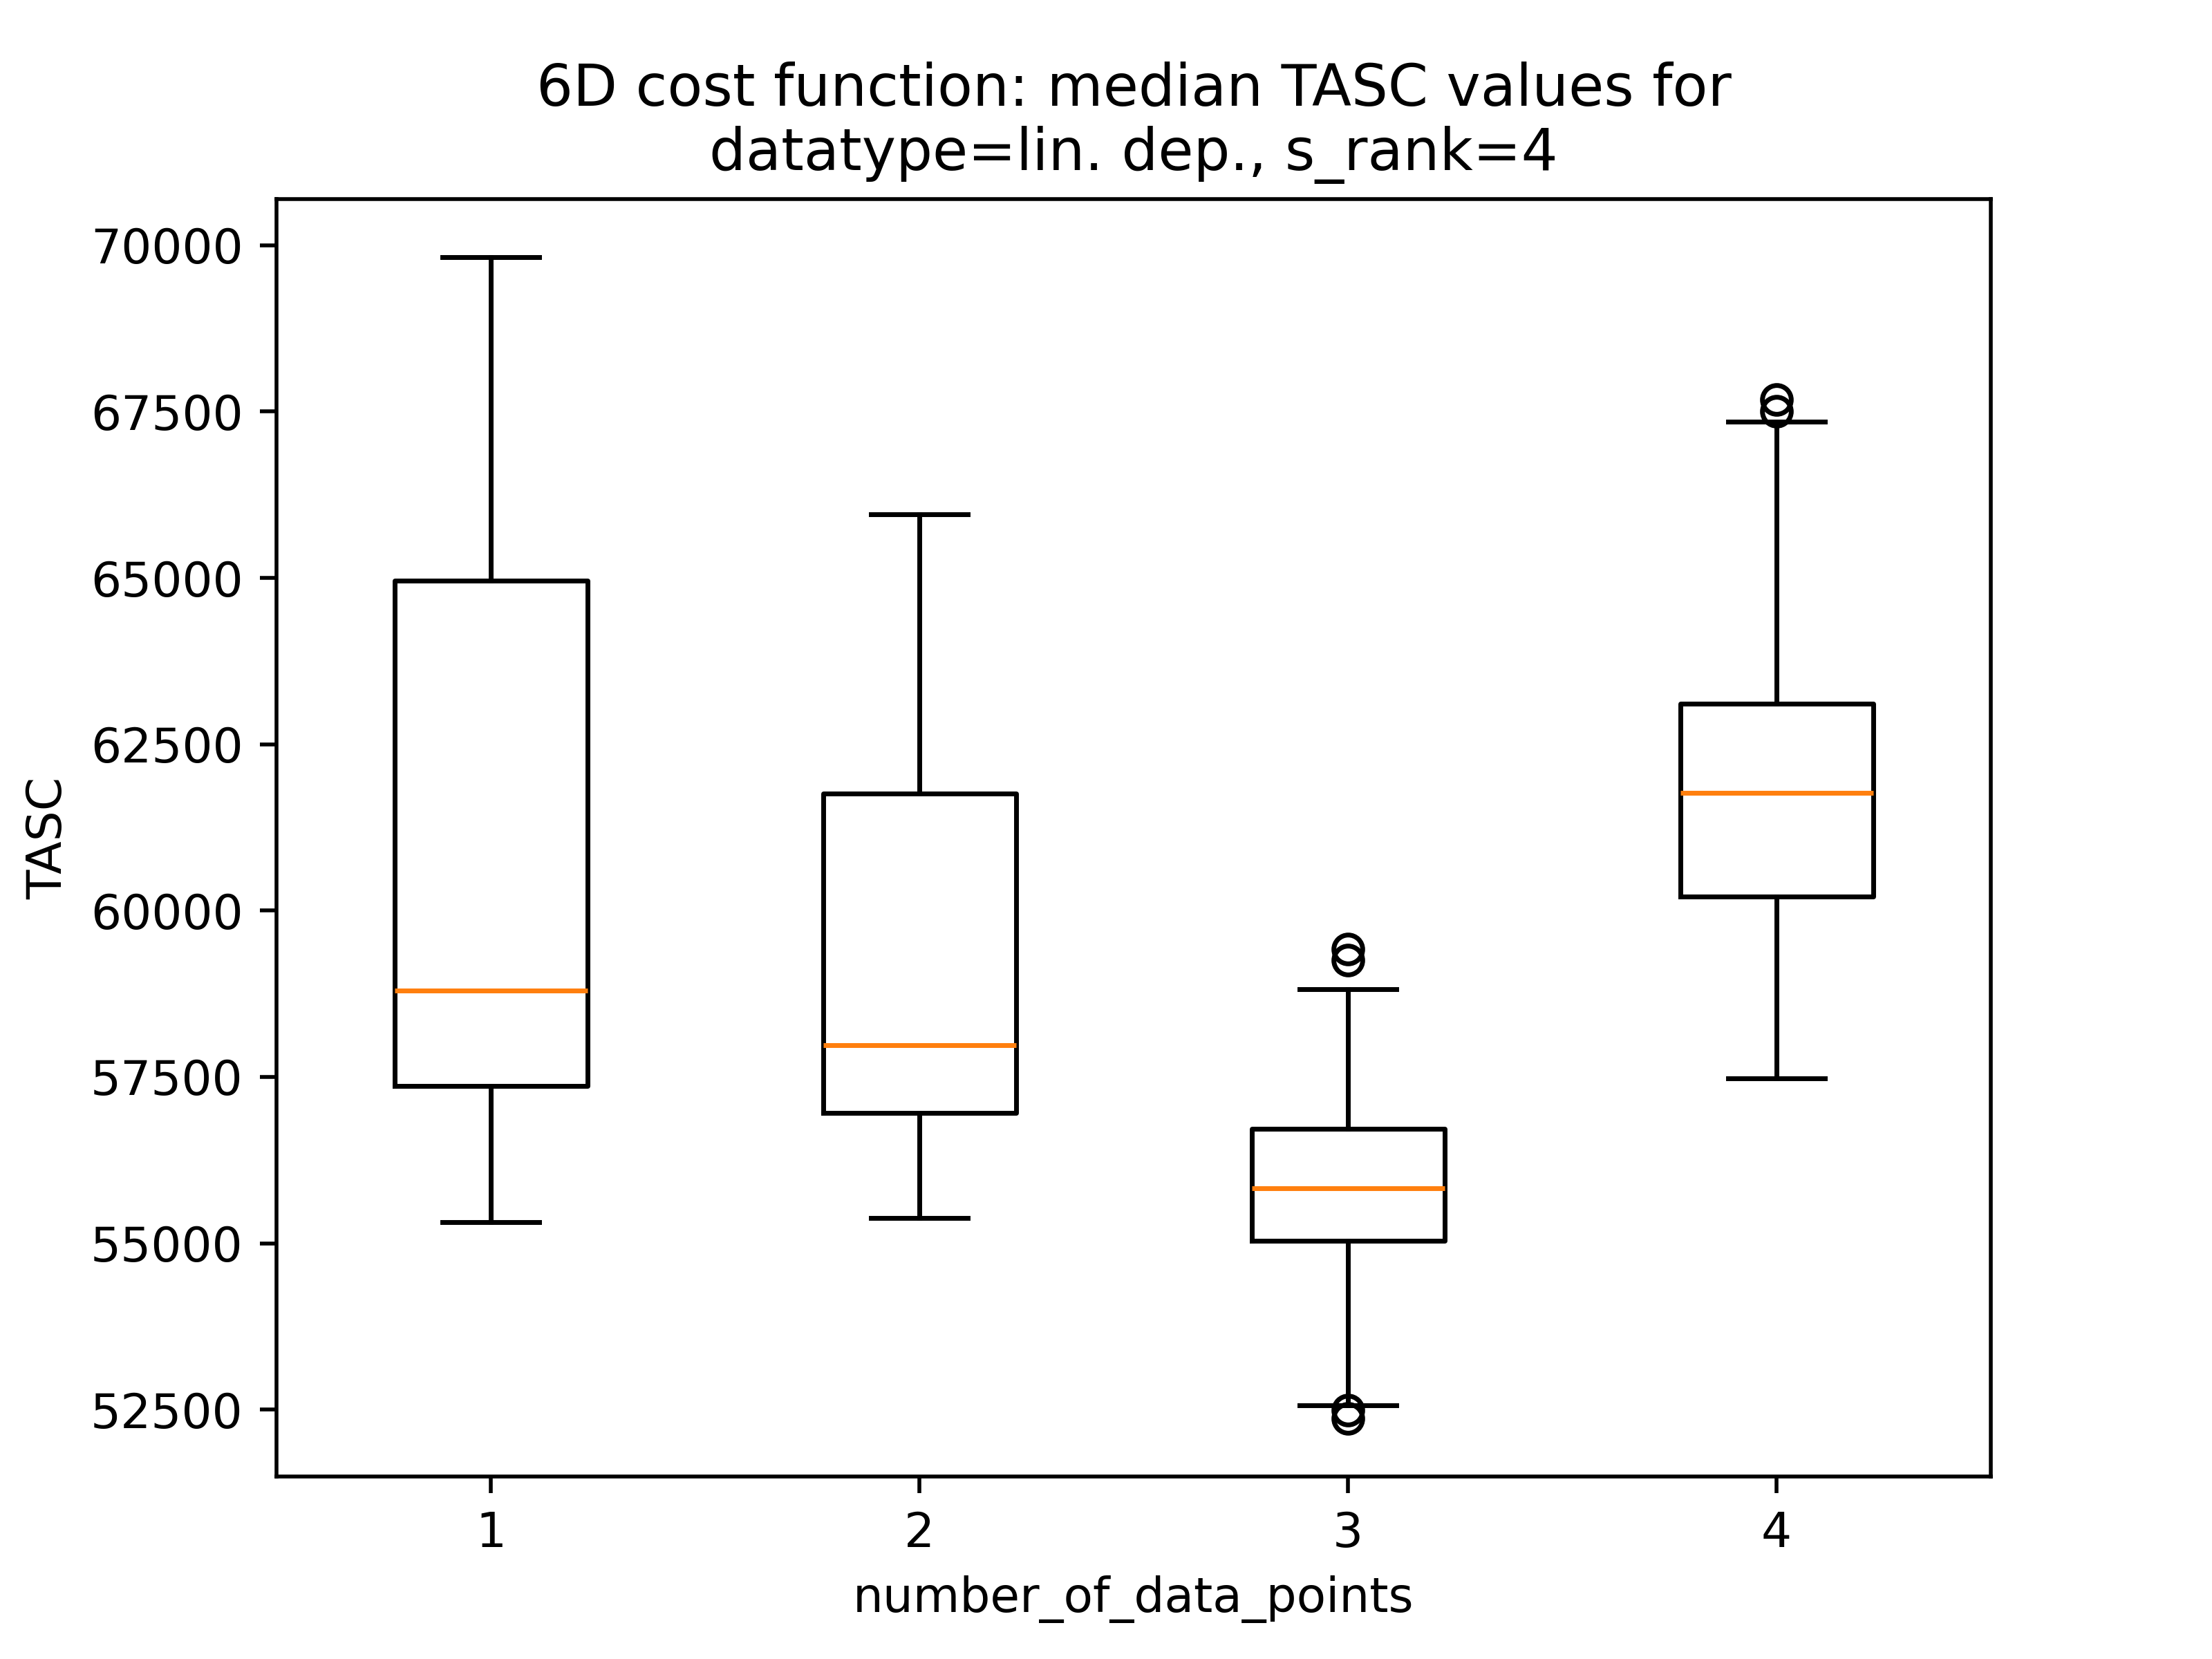 6D cost function: median TASC values for
datatype=lin. dep., s_rank=4
70000
67500
65000
62500
60000
57500
55000
52500
TASC
1 2 3 4
number_of_data_points